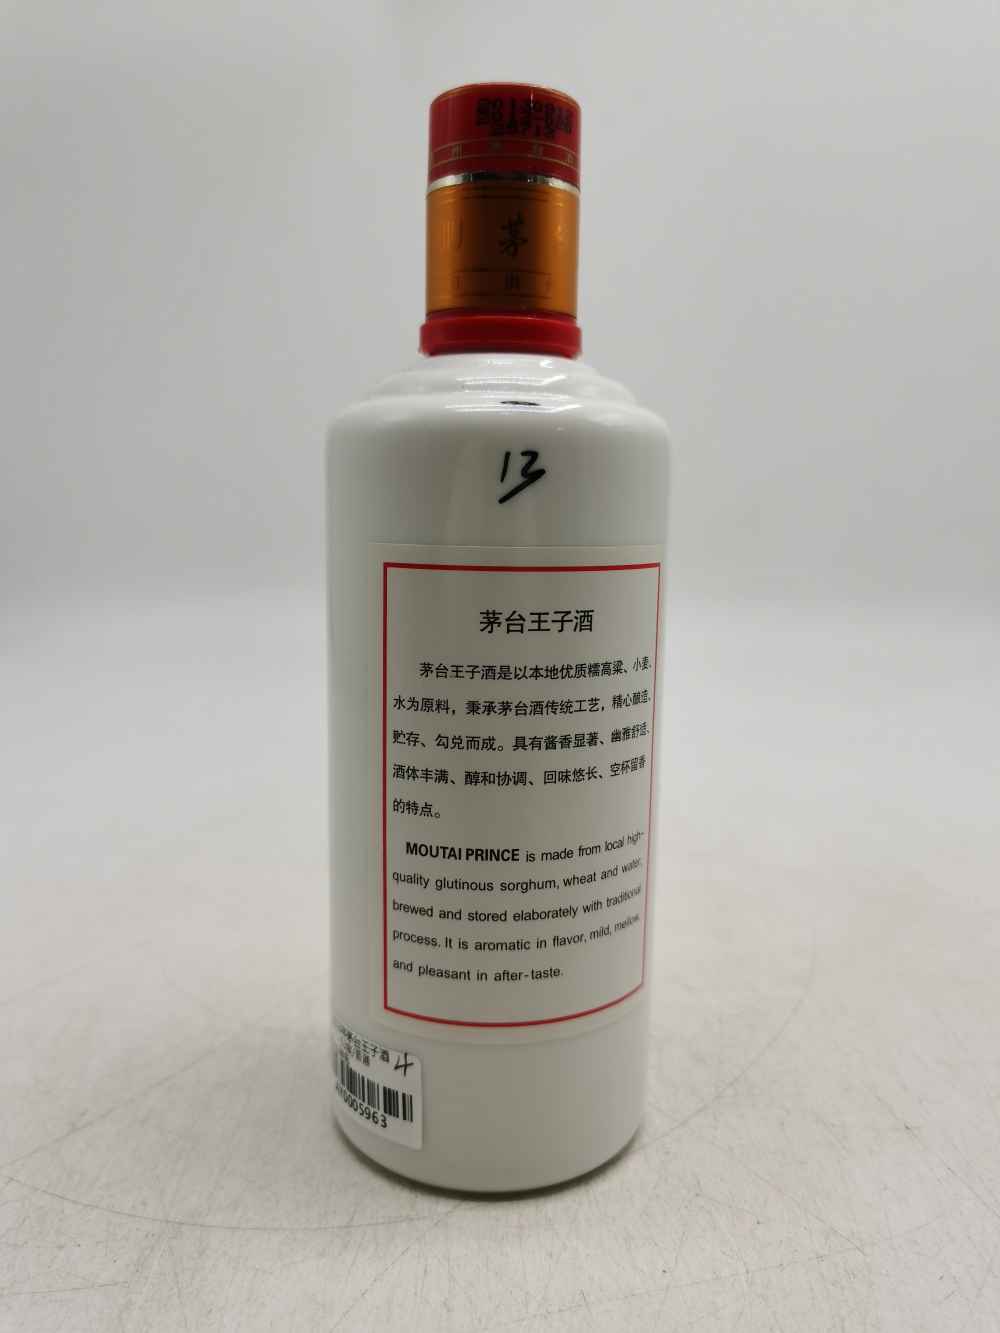 茅
13
茅台王子酒
茅台王子酒是以本地优质糯高粱、小麦、
水为原料，秉承茅台酒传统工艺，精心酿造、
贮存、勾兑而成。具有酱香显著、幽雅舒适、
酒体丰满、醇和协调、回味悠长、空杯留香
的特点。
MOUTAI PRINCE is made from local high-
quality glutinous sorghum, wheat and water,
brewed and stored elaborately with traditional
process. It is aromatic in flavor, mild, mellow
and pleasant in after-taste.
茅台王子酒
0005963